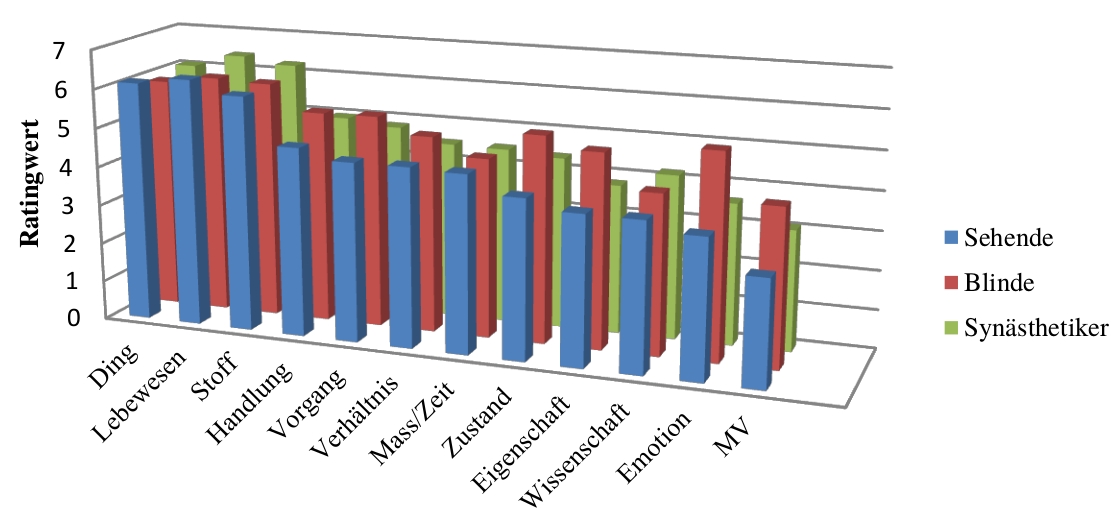 Ratingwert
7
6
5
4
3
2
1
0
Ding
Lebewesen
Stoff
Handlung
Vorgang
Verhältnis
Mass/Zeit
Zustand
Eigenschaft
Wissenschaft
Emotion
MV
Sehende
Blinde
Synästhetiker